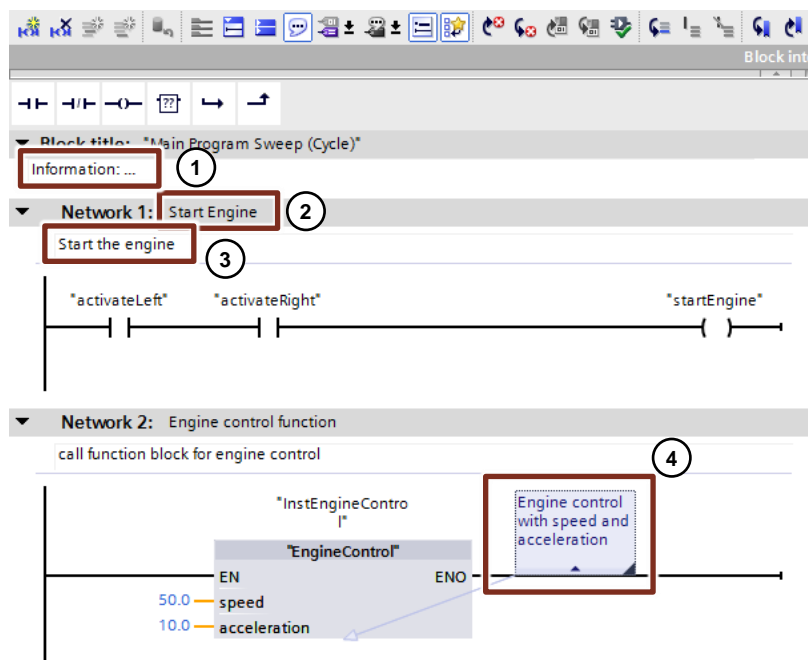 Block int
??
Block title: "Main Program Sweep (Cycle)"
Information: ...
1
Network 1: Start Engine
2
Start the engine
3
"activateLeft" "activateRight" "startEngine"
Network 2: Engine control function
call function block for engine control
4
"InstEngineContro
l"
Engine control
with speed and
acceleration
"EngineControl"
EN ENO
50.0 speed
10.0 acceleration